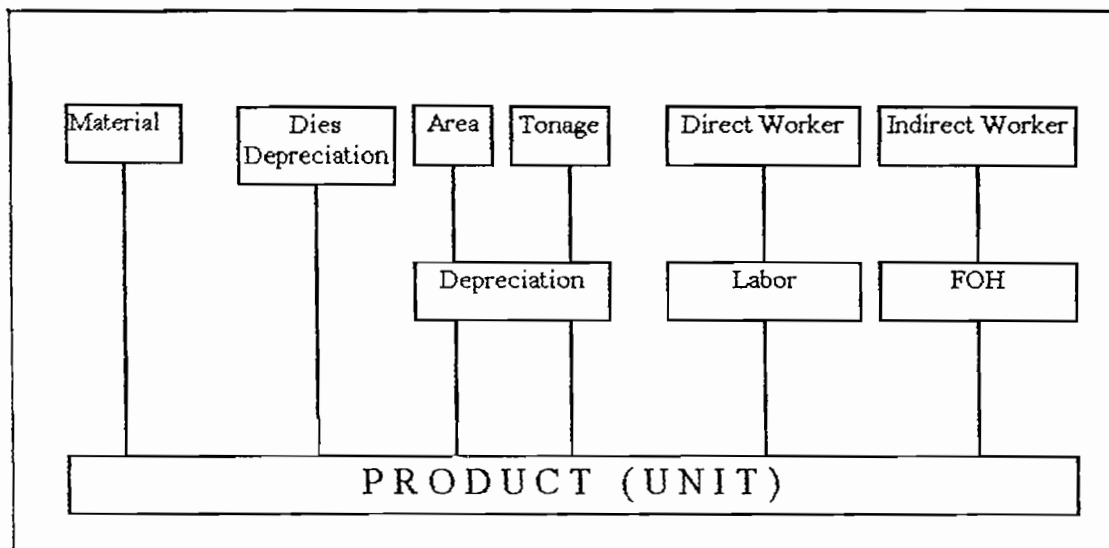 Material
Dies
Depreciation
Area
Tonage
Direct Worker
Indirect Worker
Depreciation
Labor
FOH
PRODUCT (UNIT)